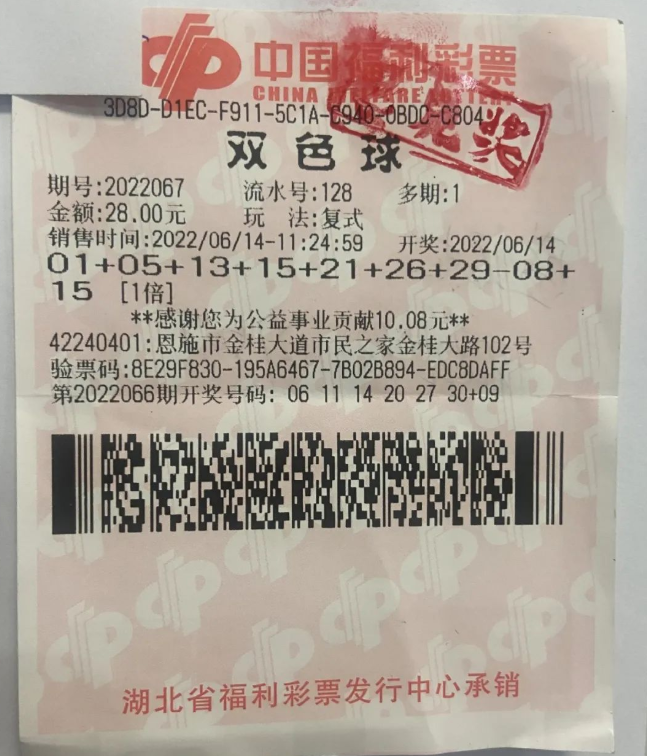 中国福利彩票
CHINA WELFARE LOTTERY
3D8D-D1EC-F911-5C1A-C940-0BDC-C804
兑奖
双色球
期号:2022067 流水号:128 多期:1
金额:28.00元 玩 法:复式
销售时间:2022/06/14-11:24:59 开奖:2022/06/14
01+05+13+15+21+26+29-08+
15 [1倍]
**感谢您为公益事业贡献10.08元**
42240401:恩施市金桂大道市民之家金桂大路102号
验票码:8E29F830-195A6467-7B02B894-EDC8DAFF
第2022066期开奖号码: 06 11 14 20 27 30+09
湖北省福利彩票发行中心承销